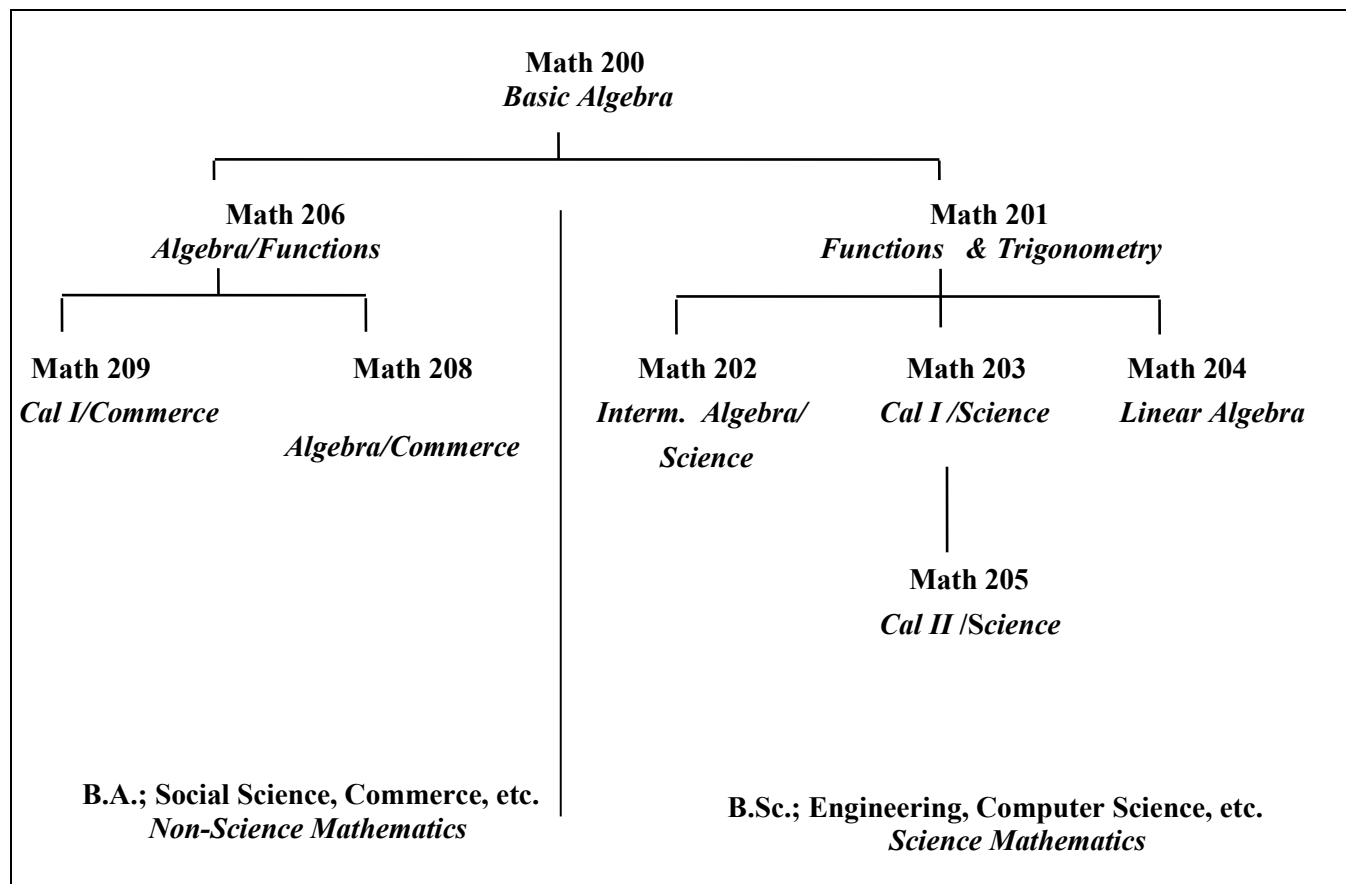 Math 200
Basic Algebra
Math 206
Algebra/Functions
Math 201
Functions & Trigonometry
Math 209
Cal I/Commerce
Math 208
Algebra/Commerce
Math 202
Interm. Algebra/
Science
Math 203
Cal I /Science
Math 204
Linear Algebra
Math 205
Cal II /Science
B.A.; Social Science, Commerce, etc.
Non-Science Mathematics
B.Sc.; Engineering, Computer Science, etc.
Science Mathematics